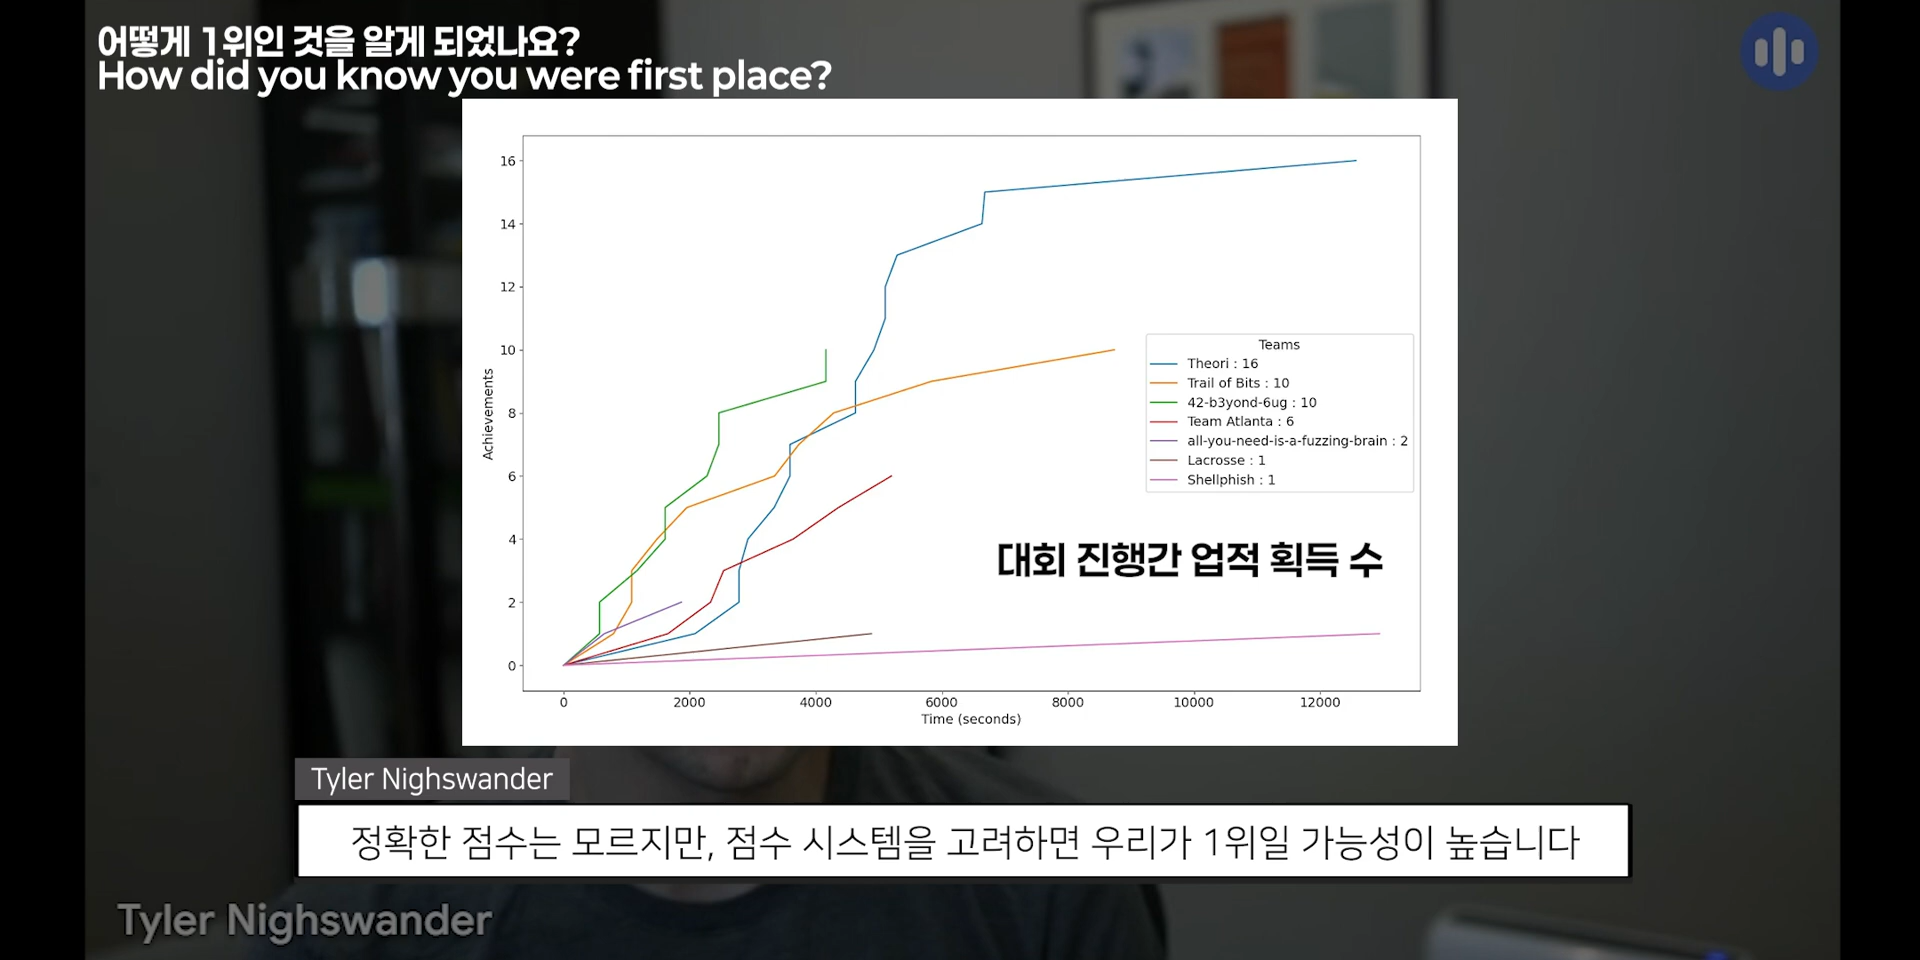 어떻게 1위인 것을 알게 되었나요?
How did you know you were first place?
16
14
12
10
8
6
4
2
0
Achievements
0 2000 4000 6000 8000 10000 12000
Time (seconds)
Teams
Theori : 16
Trail of Bits : 10
42-b3yond-6ug : 10
Team Atlanta : 6
all-you-need-is-a-fuzzing-brain : 2
Lacrosse : 1
Shellphish : 1
대회 진행간 업적 획득 수
Tyler Nighswander
정확한 점수는 모르지만, 점수 시스템을 고려하면 우리가 1위일 가능성이 높습니다
Tyler Nighswander